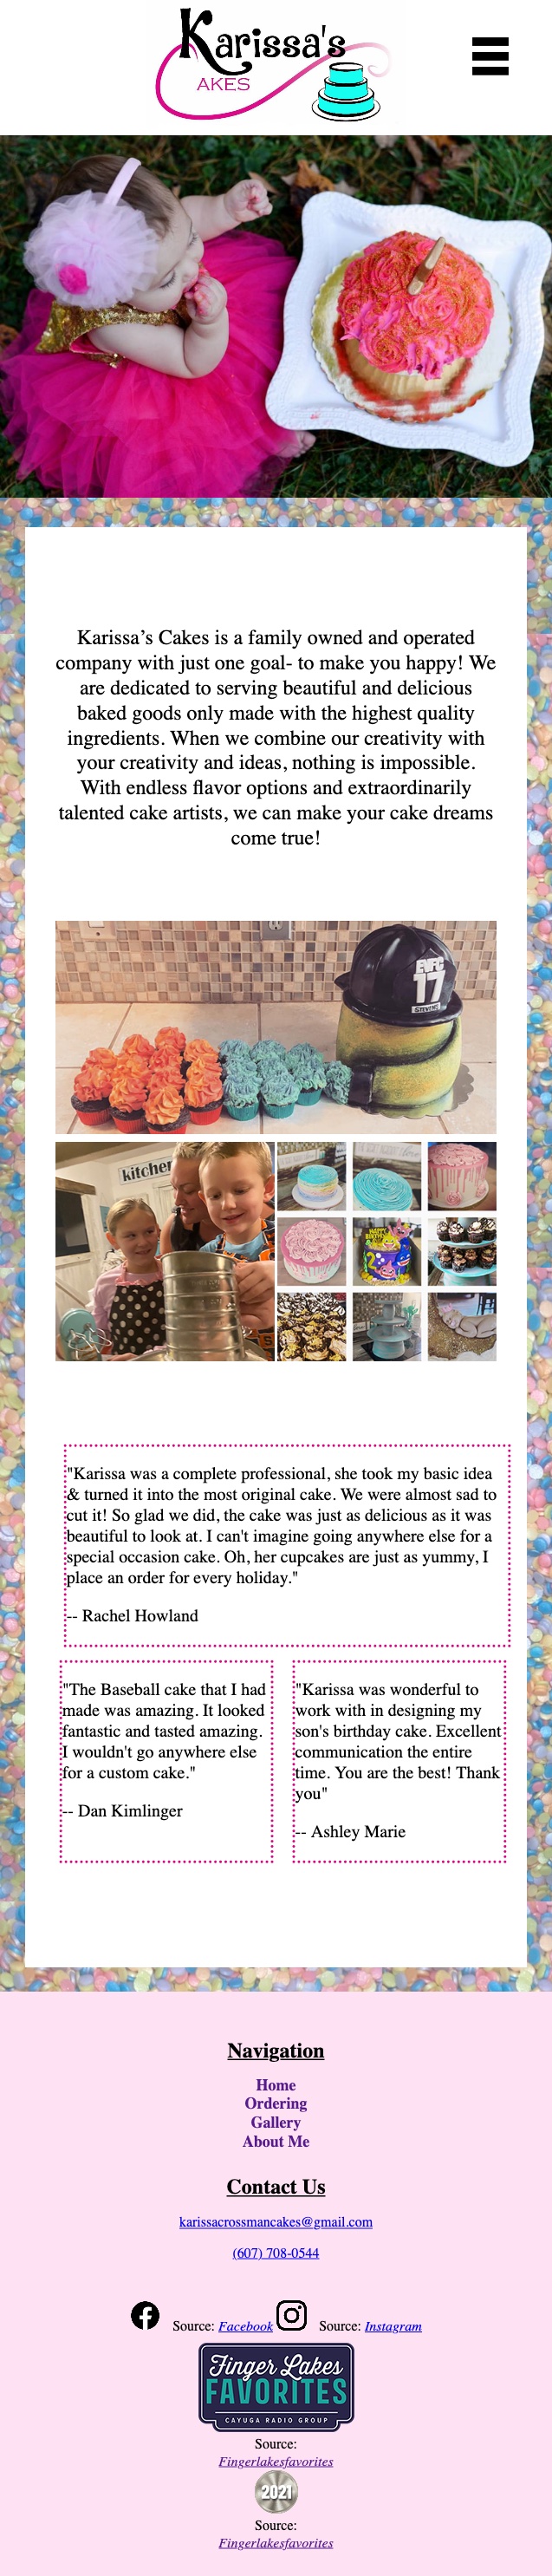 Karissa's
AKES
Karissa’s Cakes is a family owned and operated
company with just one goal- to make you happy! We
are dedicated to serving beautiful and delicious
baked goods only made with the highest quality
ingredients. When we combine our creativity with
your creativity and ideas, nothing is impossible.
With endless flavor options and extraordinarily
talented cake artists, we can make your cake dreams
come true!
17
kitchen
"Karissa was a complete professional, she took my basic idea
& turned it into the most original cake. We were almost sad to
cut it! So glad we did, the cake was just as delicious as it was
beautiful to look at. I can't imagine going anywhere else for a
special occasion cake. Oh, her cupcakes are just as yummy, I
place an order for every holiday."
-- Rachel Howland
"The Baseball cake that I had
made was amazing. It looked
fantastic and tasted amazing.
I wouldn't go anywhere else
for a custom cake."
-- Dan Kimlinger
"Karissa was wonderful to
work with in designing my
son's birthday cake. Excellent
communication the entire
time. You are the best! Thank
you"
-- Ashley Marie
Navigation
Home
Ordering
Gallery
About Me
Contact Us
karissacrossmancakes@gmail.com
(607) 708-0544
Source: Facebook Source: Instagram
Finger Lakes
FAVORITES
CAYUGA RADIO GROUP
Source:
Fingerlakesfavorites
2021
Source:
Fingerlakesfavorites